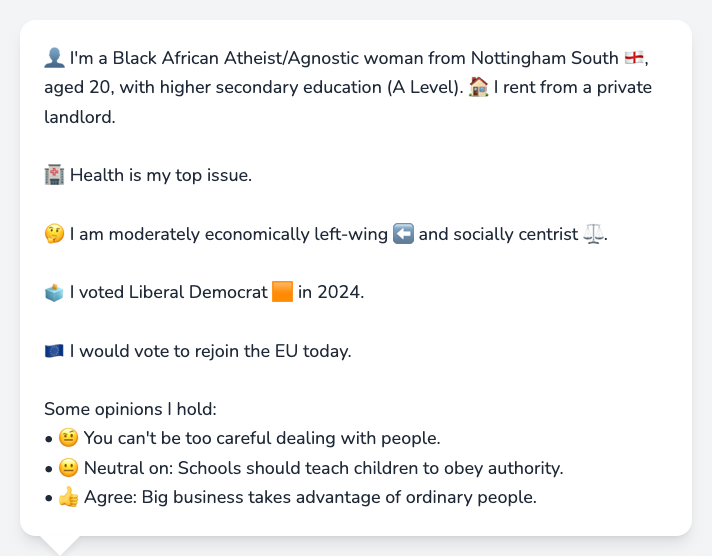 👤 I'm a Black African Atheist/Agnostic woman from Nottingham South 🏴󠁧󠁢󠁥󠁮󠁧󠁿,
aged 20, with higher secondary education (A Level). 🏠 I rent from a private
landlord.
🏥 Health is my top issue.
🤔 I am moderately economically left-wing ⬅️ and socially centrist ⚖️.
🗳️ I voted Liberal Democrat 🟧 in 2024.
🇪🇺 I would vote to rejoin the EU today.
Some opinions I hold:
• 🤨 You can't be too careful dealing with people.
• 😐 Neutral on: Schools should teach children to obey authority.
• 👍 Agree: Big business takes advantage of ordinary people.